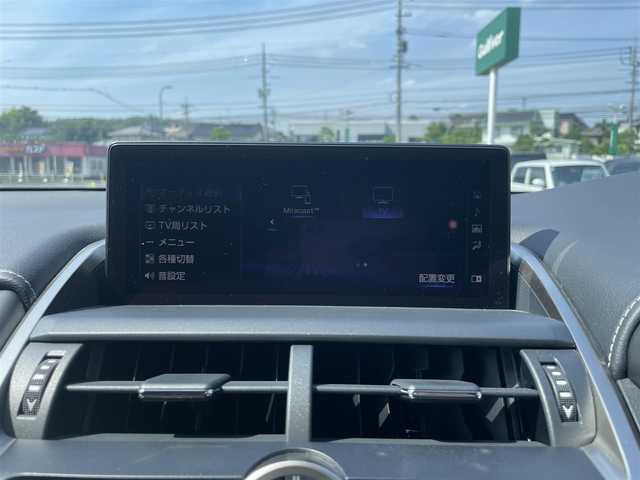 Gulliver
チャンネルリスト
TV局リスト
メニュー
各種切替
音設定
Miracast™
TV
配置変更